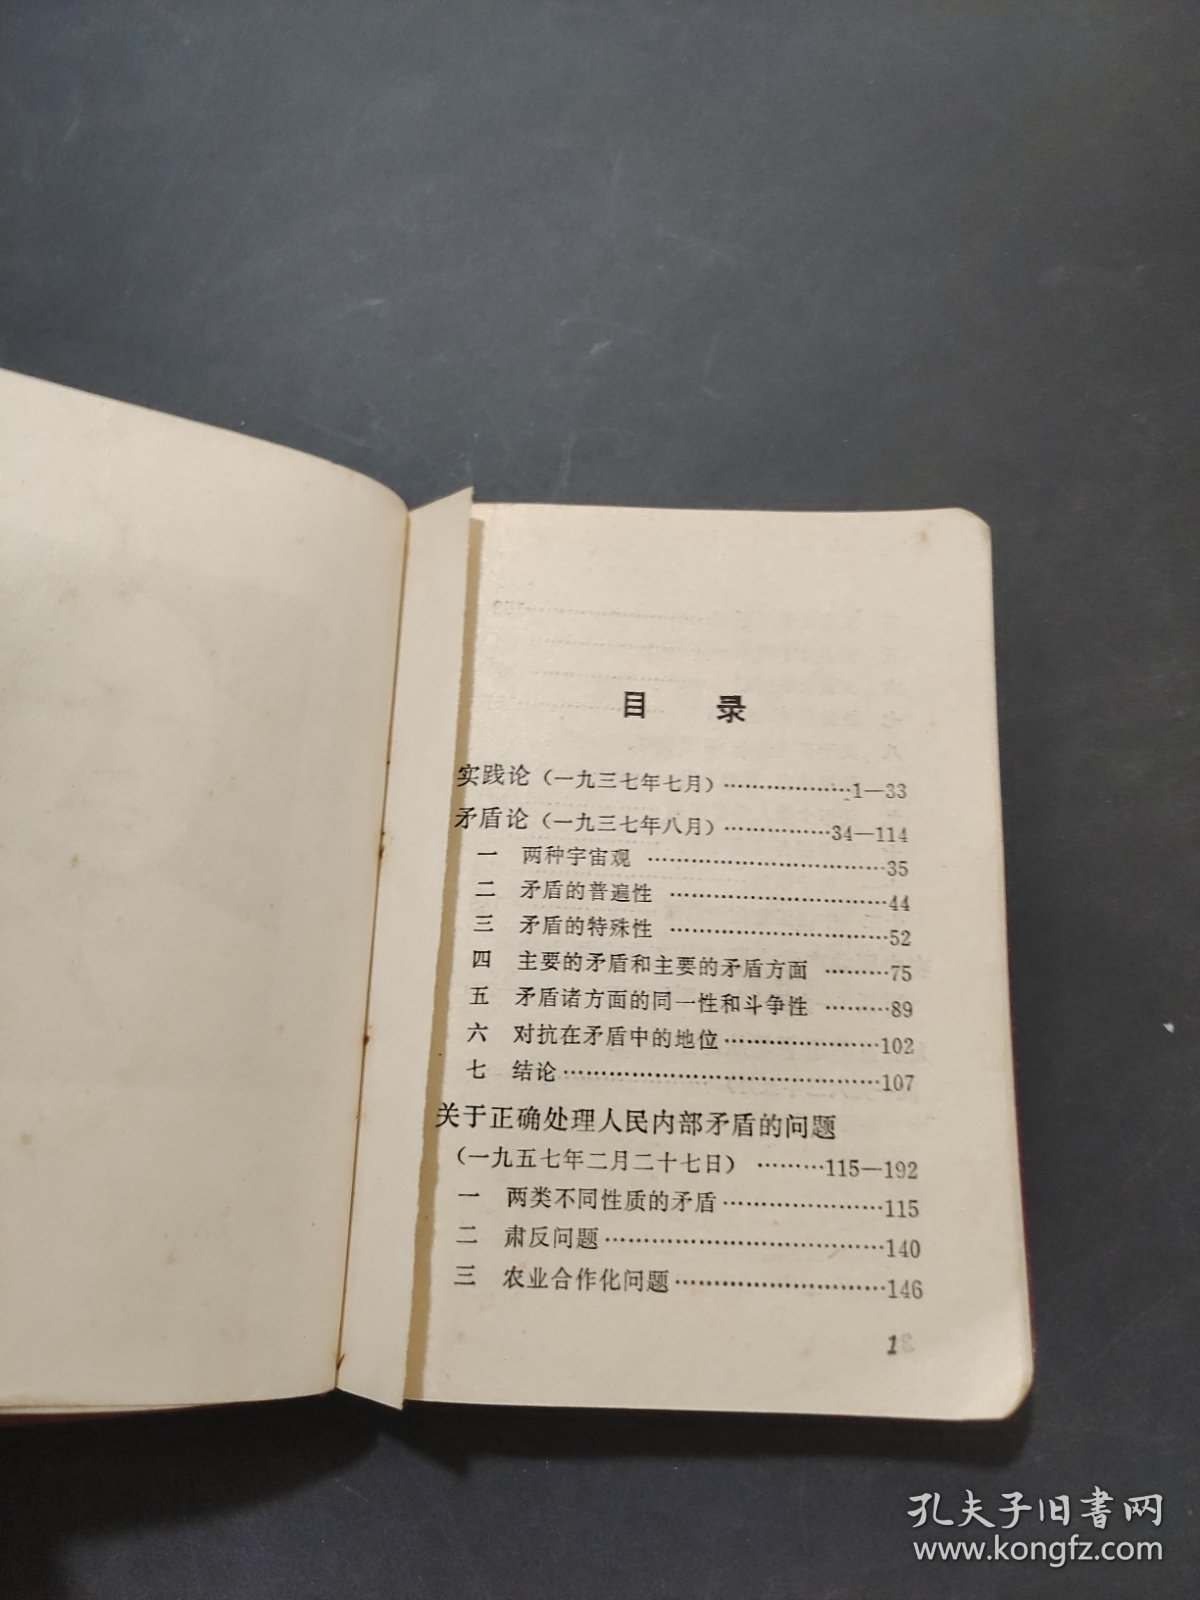 目　录
实践论（一九三七年七月）………………1—33
矛盾论（一九三七年八月）……………34—114
一　两种宇宙观 ……………………………35
二　矛盾的普遍性 …………………………44
三　矛盾的特殊性 …………………………52
四　主要的矛盾和主要的矛盾方面 ………75
五　矛盾诸方面的同一性和斗争性 ………89
六　对抗在矛盾中的地位…………………102
七　结论……………………………………107
关于正确处理人民内部矛盾的问题
（一九五七年二月二十七日） ………115—192
一　两类不同性质的矛盾…………………115
二　肃反问题………………………………140
三　农业合作化问题………………………146
1
孔夫子旧书网
www.kongfz.com